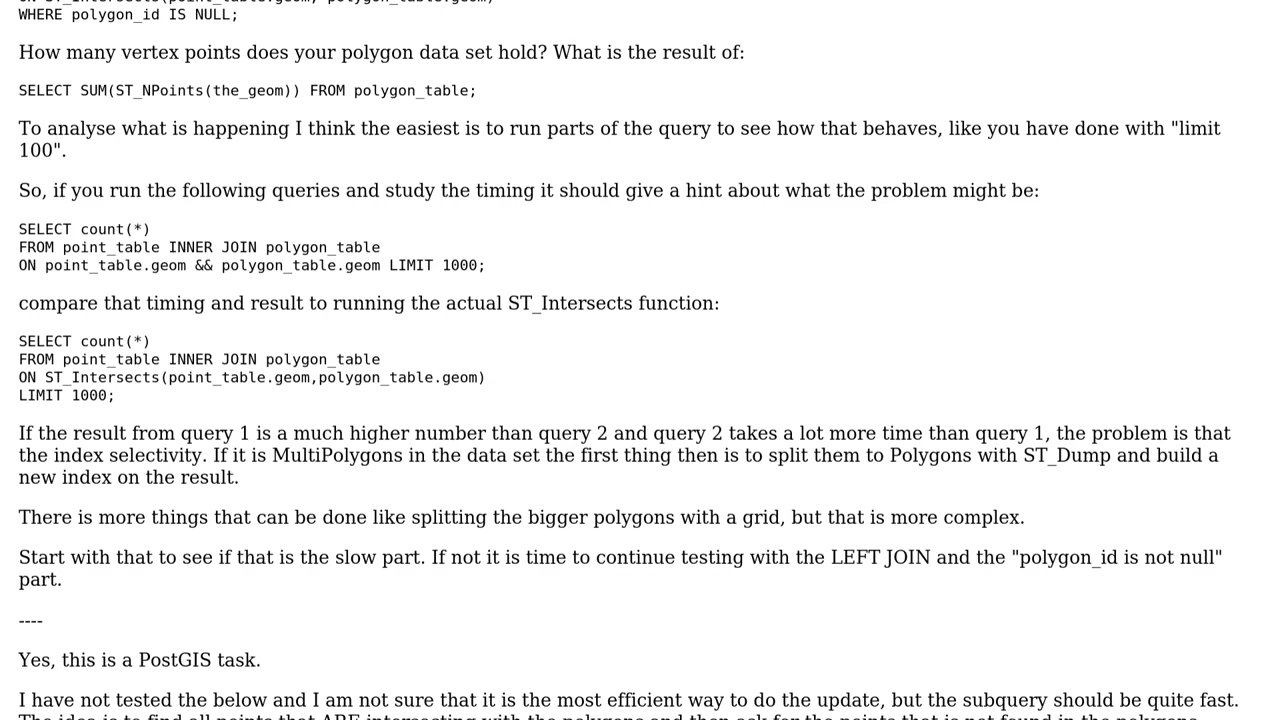 WHERE polygon_id IS NULL;
How many vertex points does your polygon data set hold? What is the result of:
SELECT SUM(ST_NPoints(the_geom)) FROM polygon_table;
To analyse what is happening I think the easiest is to run parts of the query to see how that behaves, like you have done with "limit
100".
So, if you run the following queries and study the timing it should give a hint about what the problem might be:
SELECT count(*)
FROM point_table INNER JOIN polygon_table
ON point_table.geom && polygon_table.geom LIMIT 1000;
compare that timing and result to running the actual ST_Intersects function:
SELECT count(*)
FROM point_table INNER JOIN polygon_table
ON ST_Intersects(point_table.geom,polygon_table.geom)
LIMIT 1000;
If the result from query 1 is a much higher number than query 2 and query 2 takes a lot more time than query 1, the problem is that
the index selectivity. If it is MultiPolygons in the data set the first thing then is to split them to Polygons with ST_Dump and build a
new index on the result.
There is more things that can be done like splitting the bigger polygons with a grid, but that is more complex.
Start with that to see if that is the slow part. If not it is time to continue testing with the LEFT JOIN and the "polygon_id is not null"
part.
----
Yes, this is a PostGIS task.
I have not tested the below and I am not sure that it is the most efficient way to do the update, but the subquery should be quite fast.